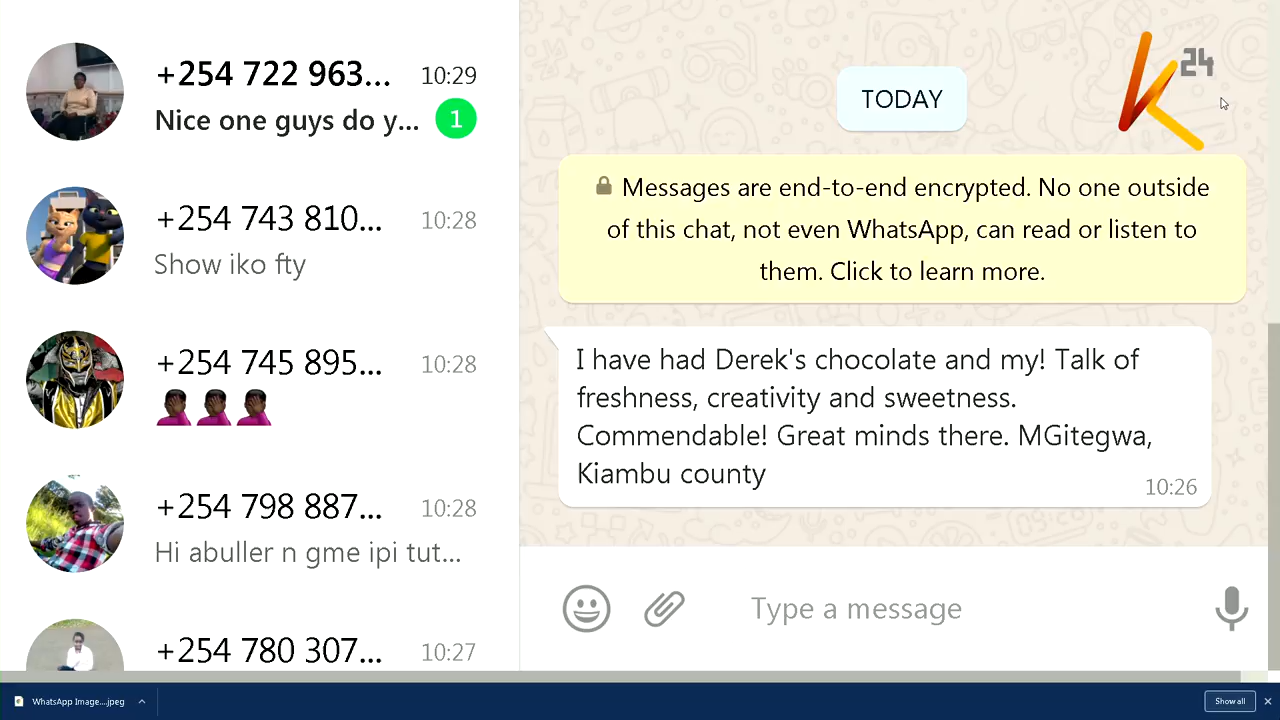 +254 722 963... 10:29
Nice one guys do y... 1
+254 743 810... 10:28
Show iko fty
+254 745 895... 10:28
+254 798 887... 10:28
Hi abuller n gme ipi tut...
+254 780 307... 10:27
K24
TODAY
Messages are end-to-end encrypted. No one outside
of this chat, not even WhatsApp, can read or listen to
them. Click to learn more.
I have had Derek's chocolate and my! Talk of
freshness, creativity and sweetness.
Commendable! Great minds there. MGitegwa,
Kiambu county
10:26
Type a message
WhatsApp Image....jpeg
Show all